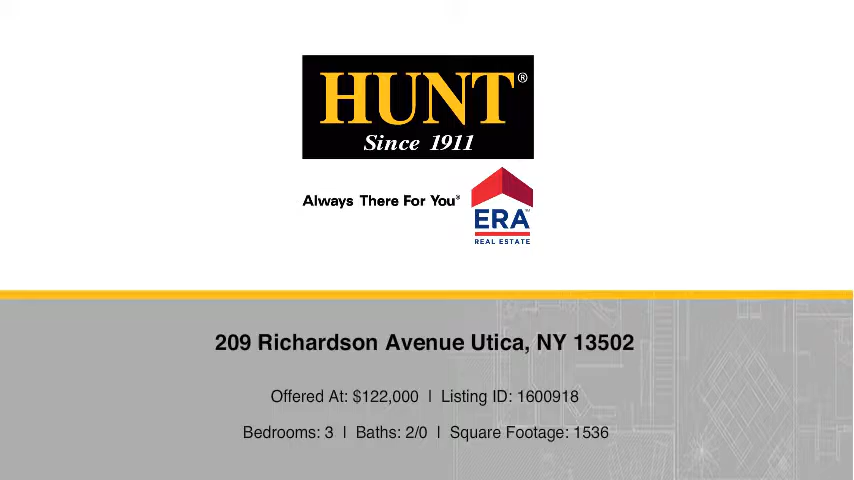 HUNT®
Since 1911
Always There For You®
ERA™
REAL ESTATE
209 Richardson Avenue Utica, NY 13502
Offered At: $122,000 | Listing ID: 1600918
Bedrooms: 3 | Baths: 2/0 | Square Footage: 1536